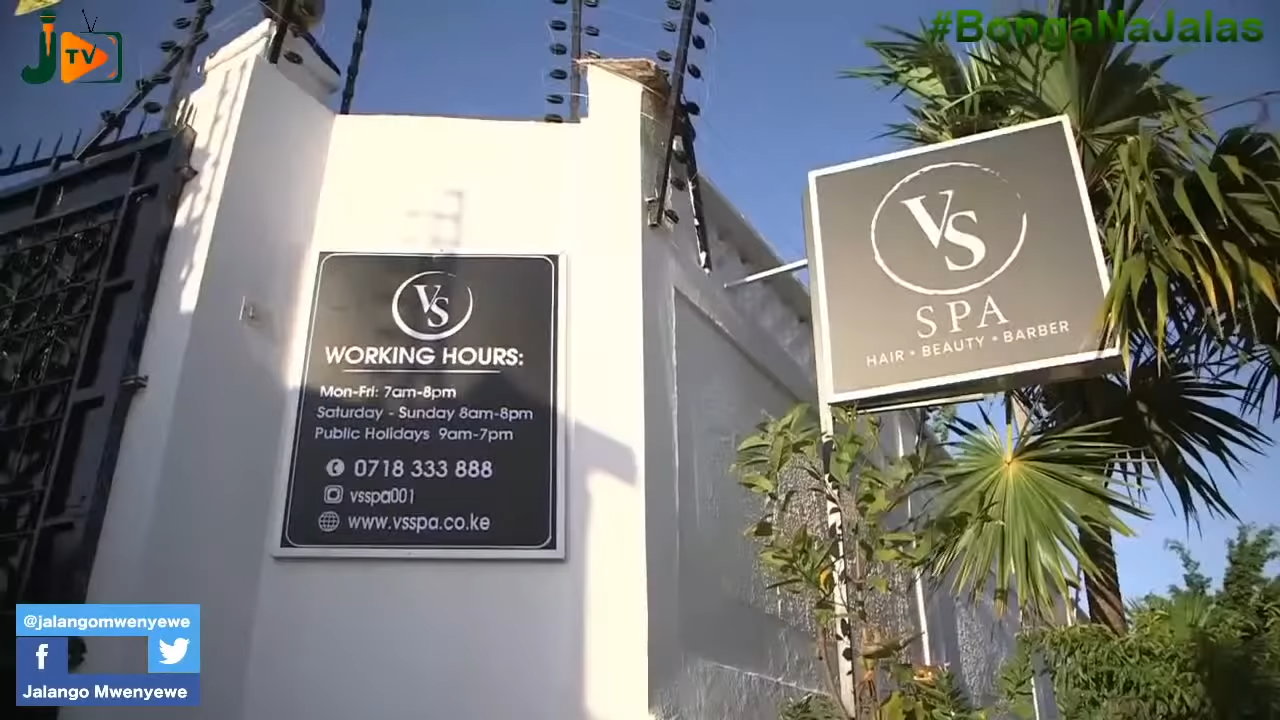 J TV
#BongaNaJalas
VS
WORKING HOURS:
Mon-Fri: 7am-8pm
Saturday - Sunday 8am-8pm
Public Holidays 9am-7pm
0718 333 888
vsspa001
www.vsspa.co.ke
VS
SPA
HAIR • BEAUTY • BARBER
@jalangomwenyewe
f
Jalango Mwenyewe